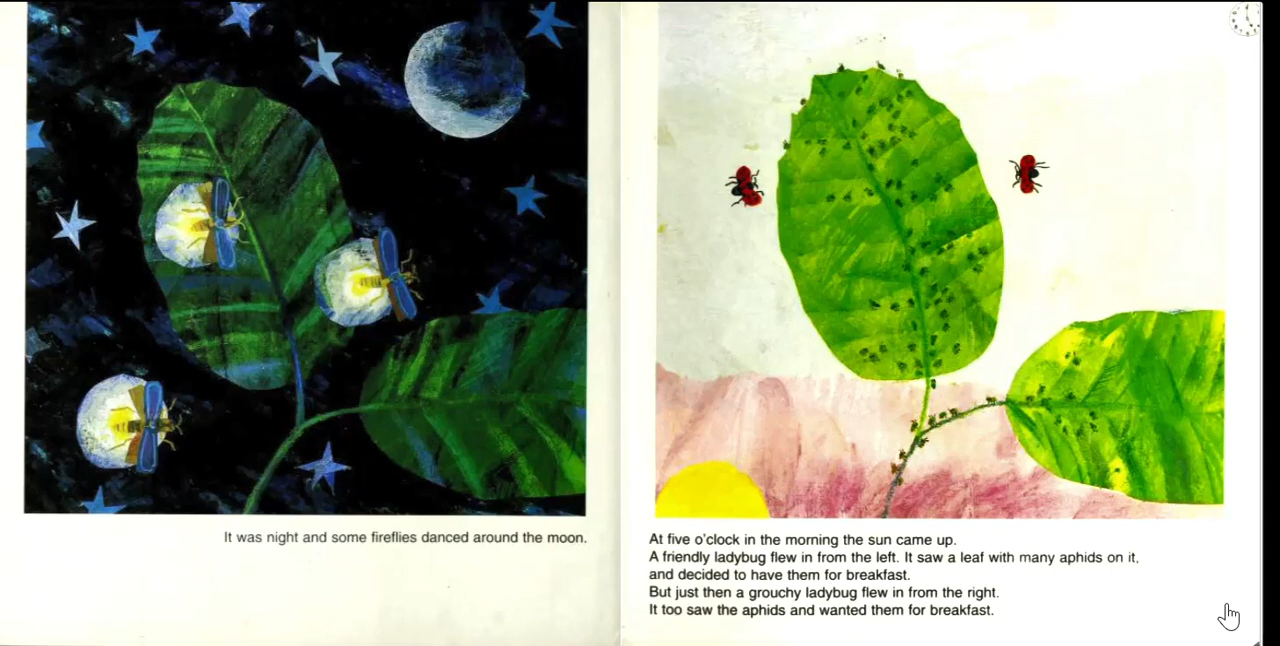 It was night and some fireflies danced around the moon.
At five o'clock in the morning the sun came up.
A friendly ladybug flew in from the left. It saw a leaf with many aphids on it,
and decided to have them for breakfast.
But just then a grouchy ladybug flew in from the right.
It too saw the aphids and wanted them for breakfast.